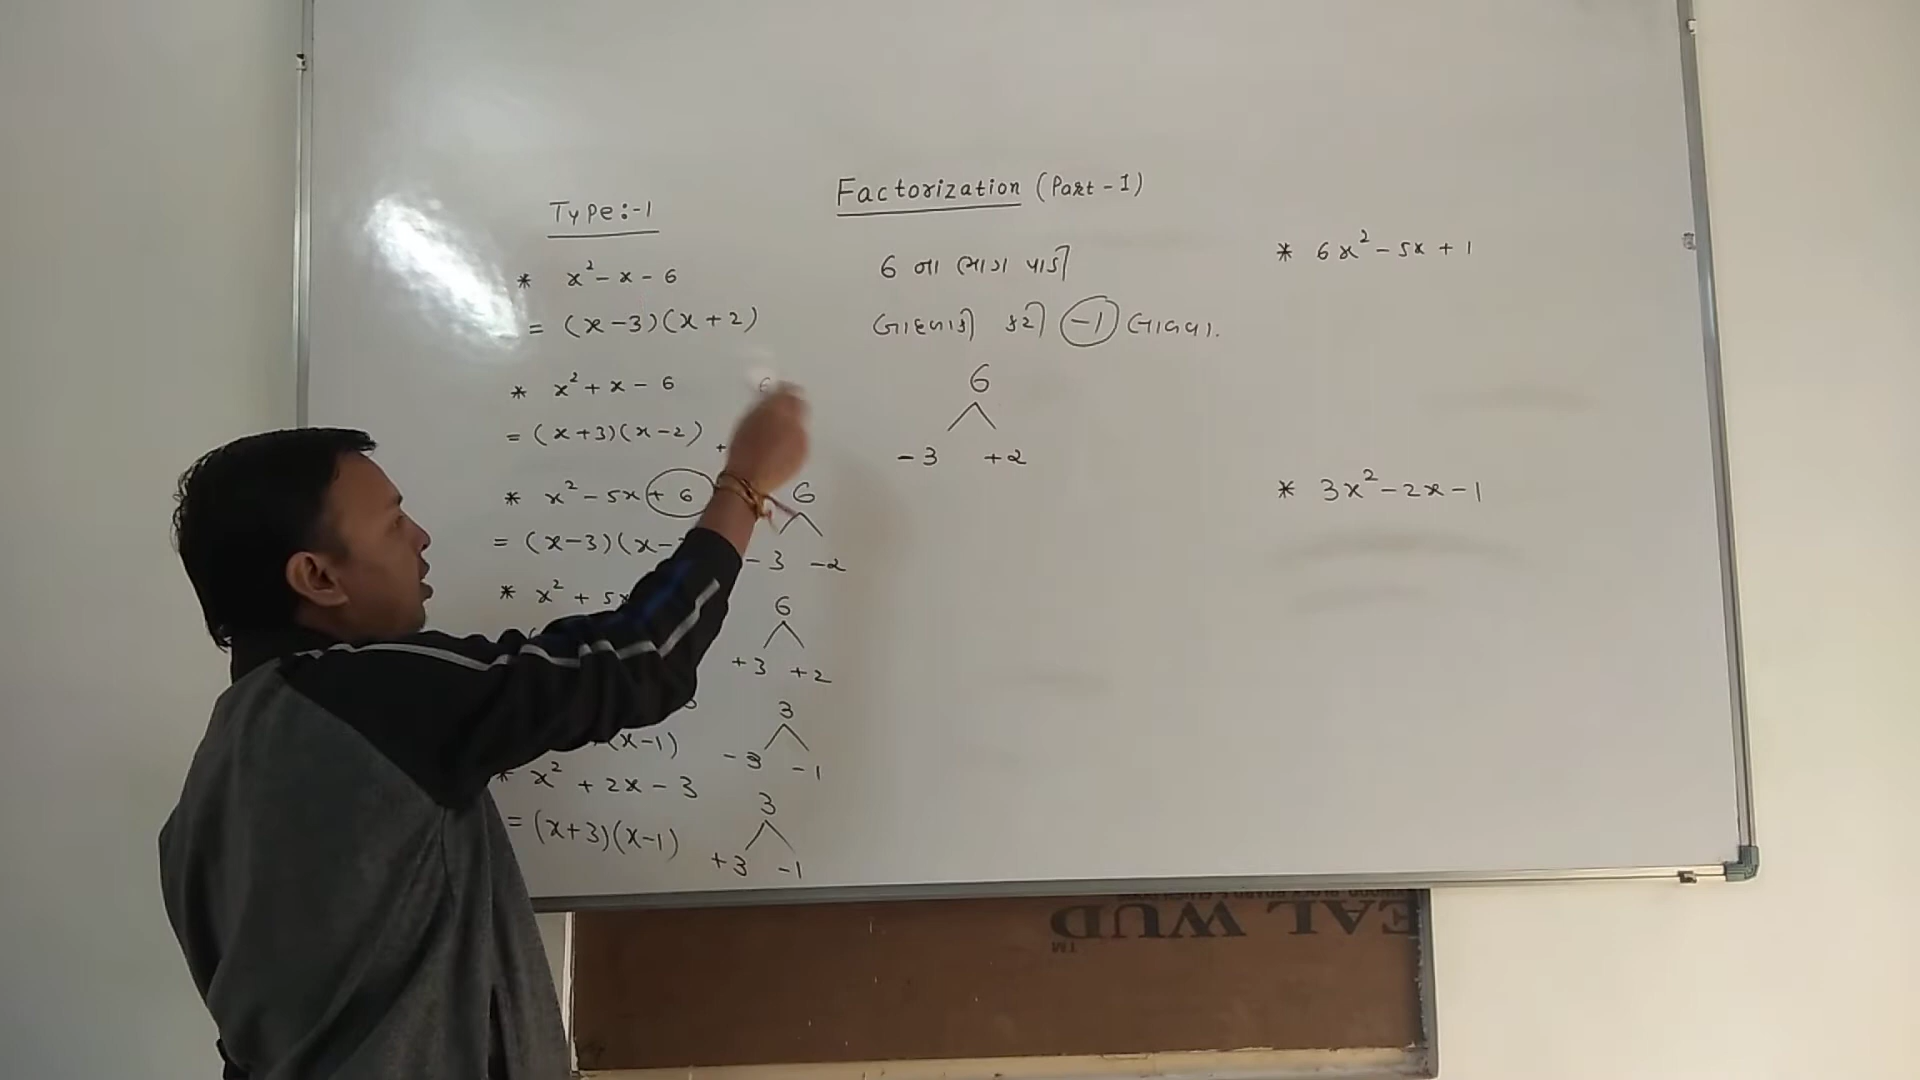 Factorization (Part-1)
Type:-1
* x² - x - 6
= (x-3)(x+2)
* x² + x - 6
= (x+3)(x-2)
* x² - 5x + 6
6
= (x-3)(x-
-3 -2
* x² + 5x
6
+3 +2
3
(x-1)
-3 -1
* x² + 2x - 3
3
= (x+3)(x-1)
+3 -1
6 ના ભાગ પાડી
બાદબાકી કરી -1 લાવવા.
6
-3 +2
* 6x² - 5x + 1
* 3x² - 2x - 1
EAL WUD
TM